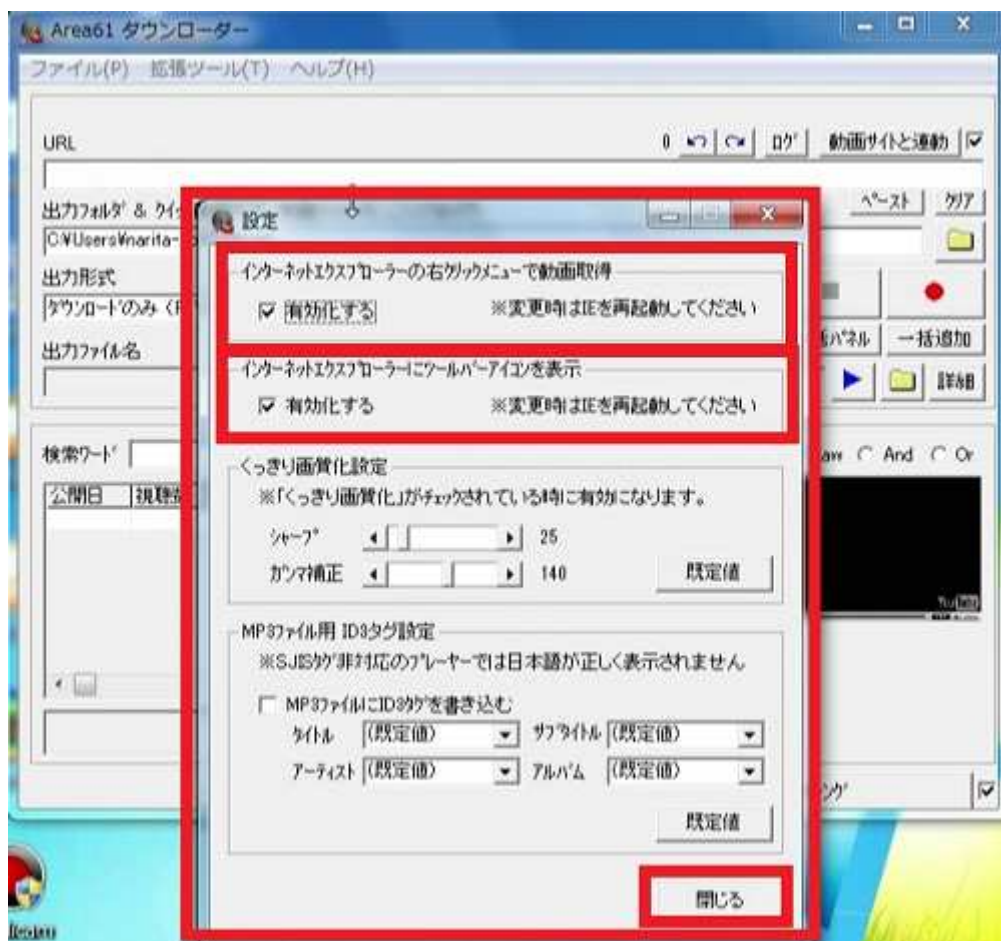 Area61 ダウンローダー
ファイル(P) 拡張ツール(T) ヘルプ(H)
URL
0 ログ 動画サイトと連動
出力フォルダ & クイッ
ペースト クリア
C:¥Users¥narita-
出力形式
ダウンロードのみ (F
出力ファイル名
パネル 一括追加
詳細
検索ワード
And Or
公開日 視聴
設定
インターネットエクスプローラーの右クリックメニューで動画取得
有効化する ※変更時はIEを再起動してください
インターネットエクスプローラーにツールバーアイコンを表示
有効化する ※変更時はIEを再起動してください
くっきり画質化設定
※「くっきり画質化」がチェックされている時に有効になります。
シャープ 25
ガンマ補正 140 既定値
MP3ファイル用 ID3タグ設定
※SJISタグ非対応のプレーヤーでは日本語が正しく表示されません
MP3ファイルにID3タグを書き込む
タイトル (既定値) サブタイトル (既定値)
アーティスト (既定値) アルバム (既定値)
既定値
閉じる
YouTube
ング